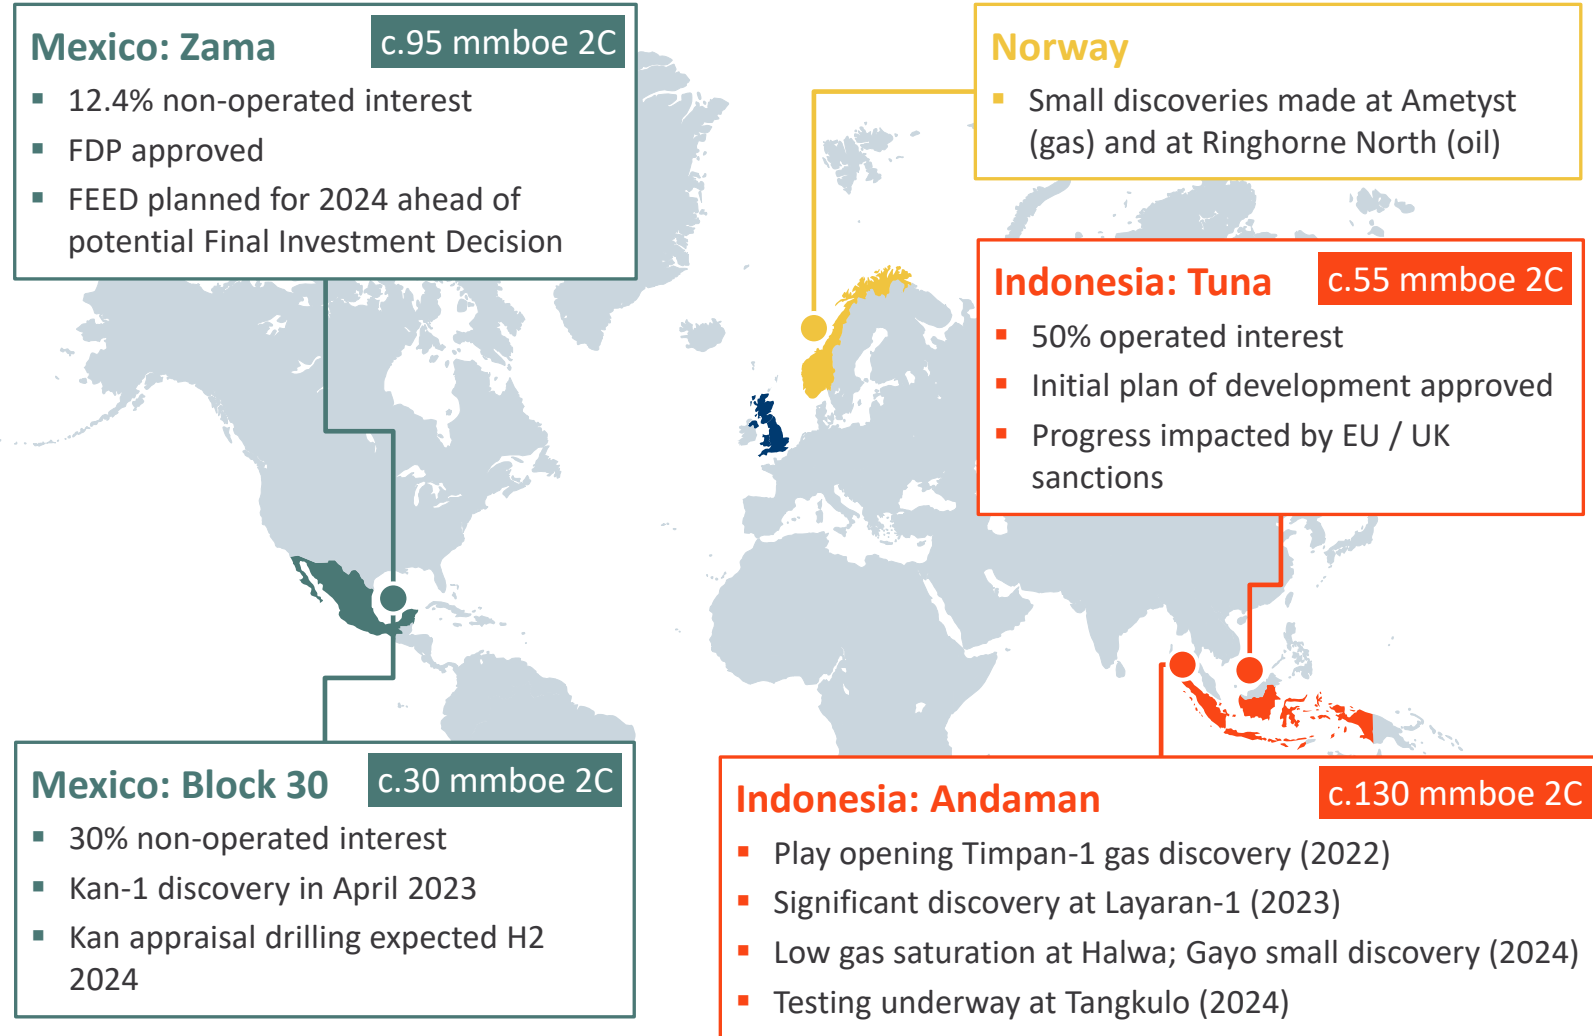 Mexico: Zama
c.95 mmboe 2C
▪ 12.4% non-operated interest
▪ FDP approved
▪ FEED planned for 2024 ahead of
potential Final Investment Decision
Norway
▪ Small discoveries made at Ametyst
(gas) and at Ringhorne North (oil)
Indonesia: Tuna
c.55 mmboe 2C
▪ 50% operated interest
▪ Initial plan of development approved
▪ Progress impacted by EU / UK
sanctions
Mexico: Block 30
c.30 mmboe 2C
▪ 30% non-operated interest
▪ Kan-1 discovery in April 2023
▪ Kan appraisal drilling expected H2
2024
Indonesia: Andaman
c.130 mmboe 2C
▪ Play opening Timpan-1 gas discovery (2022)
▪ Significant discovery at Layaran-1 (2023)
▪ Low gas saturation at Halwa; Gayo small discovery (2024)
▪ Testing underway at Tangkulo (2024)